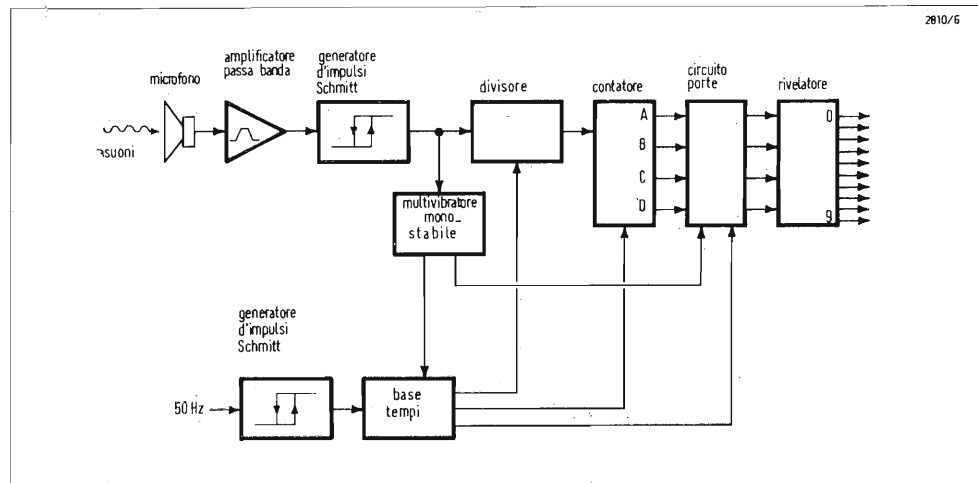 2810/6
microfono
amplificatore
passa banda
generatore
d'impulsi
Schmitt
divisore
contatore
circuito
porte
rivelatore
A
B
C
D
0
9
multivibratore
mono_
stabile
generatore
d'impulsi
Schmitt
50 Hz
base
tempi